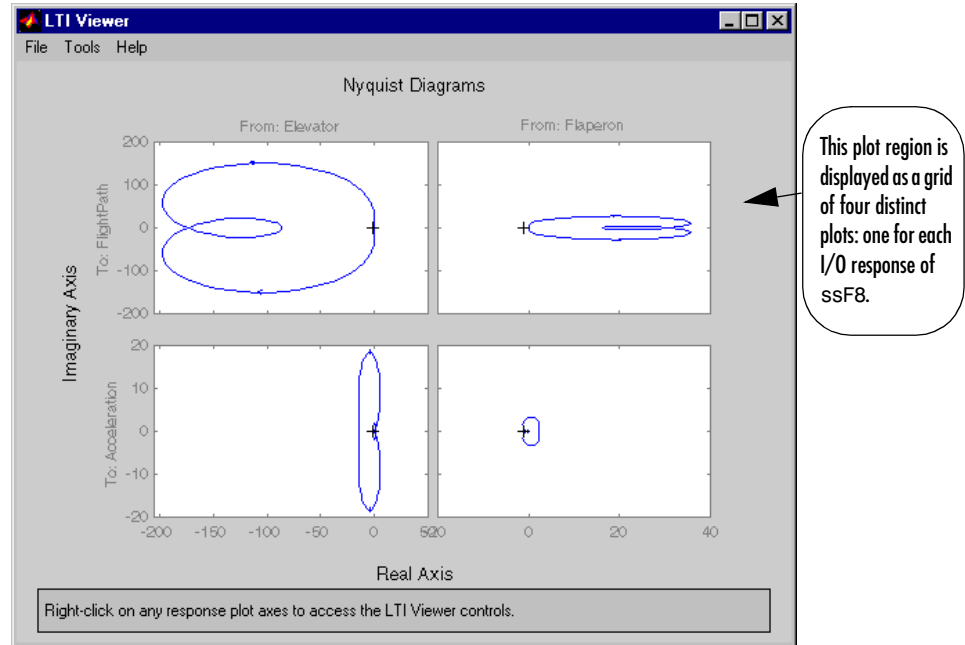 LTI Viewer
File Tools Help
Nyquist Diagrams
From: Elevator
From: Flaperon
To: FlightPath
200
100
0
-100
-200
Imaginary Axis
To: Acceleration
20
10
0
-10
-20
-200 -150 -100 -50 0 50
-20 0 20 40
Real Axis
Right-click on any response plot axes to access the LTI Viewer controls.
This plot region is
displayed as a grid
of four distinct
plots: one for each
I/O response of
ssF8.